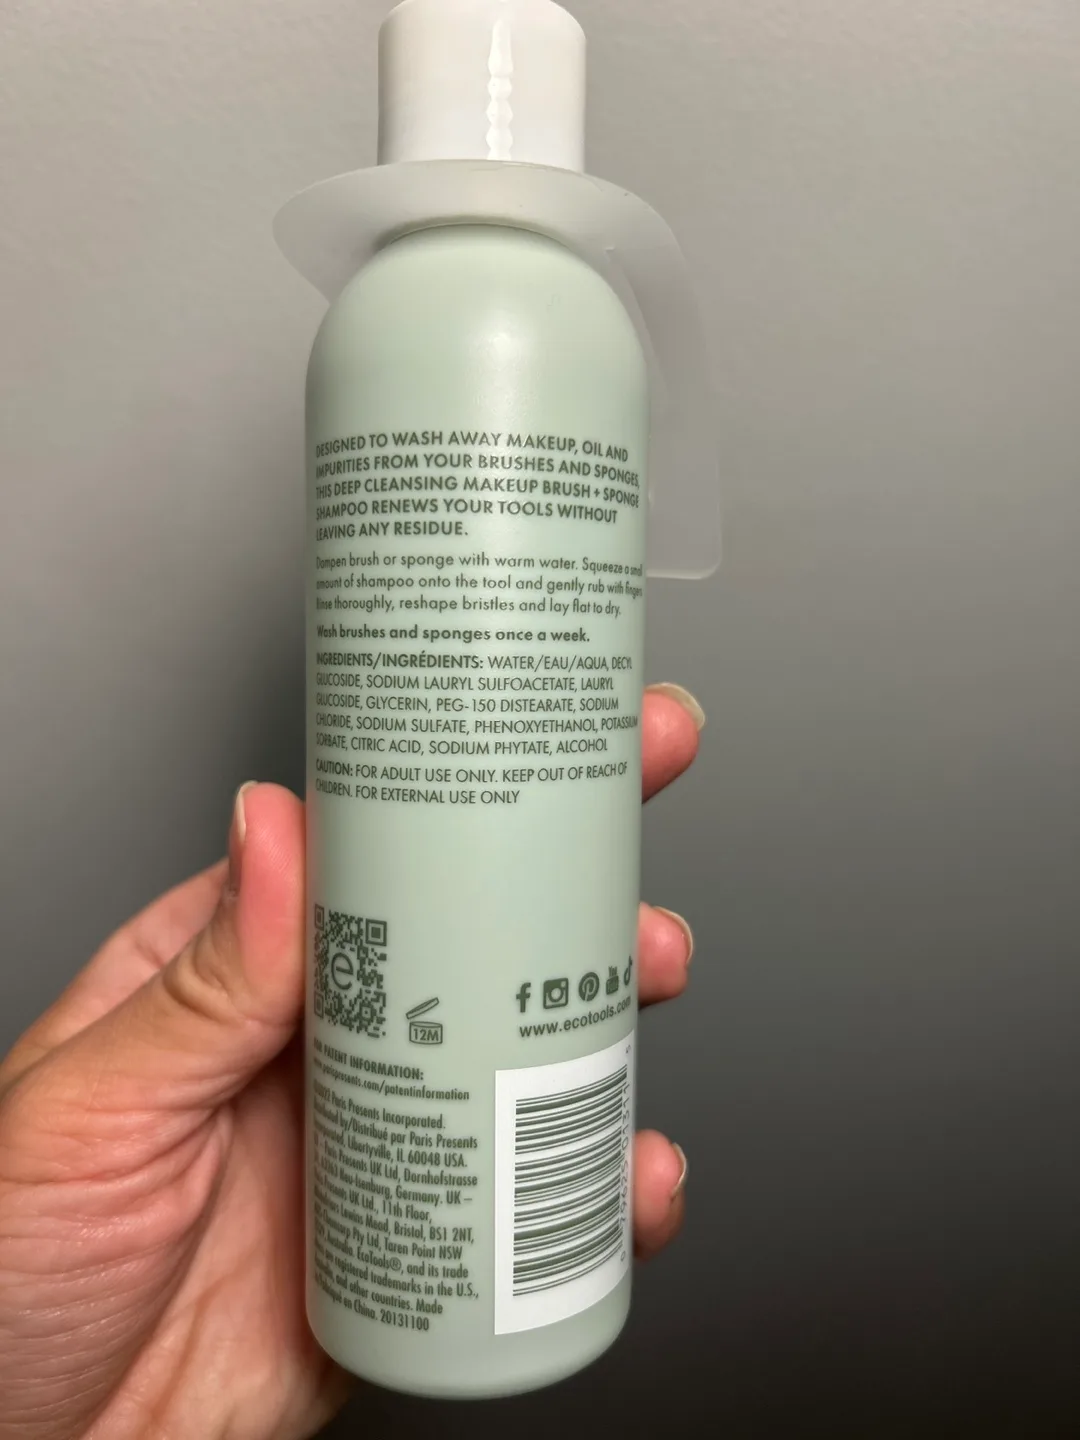 DESIGNED TO WASH AWAY MAKEUP, OIL AND
IMPURITIES FROM YOUR BRUSHES AND SPONGES,
THIS DEEP CLEANSING MAKEUP BRUSH + SPONGE
SHAMPOO RENEWS YOUR TOOLS WITHOUT
LEAVING ANY RESIDUE.
Dampen brush or sponge with warm water. Squeeze a small
amount of shampoo onto the tool and gently rub with fingers.
Rinse thoroughly, reshape bristles and lay flat to dry.
Wash brushes and sponges once a week.
INGREDIENTS/INGRÉDIENTS: WATER/EAU/AQUA, DECYL
GLUCOSIDE, SODIUM LAURYL SULFOACETATE, LAURYL
GLUCOSIDE, GLYCERIN, PEG-150 DISTEARATE, SODIUM
CHLORIDE, SODIUM SULFATE, PHENOXYETHANOL, POTASSIUM
SORBATE, CITRIC ACID, SODIUM PHYTATE, ALCOHOL
CAUTION: FOR ADULT USE ONLY. KEEP OUT OF REACH OF
CHILDREN. FOR EXTERNAL USE ONLY
e
12M
www.ecotools.com
FOR PATENT INFORMATION:
www.parispresents.com/patentinformation
Paris Presents Incorporated.
Distributed by/Distribué par Paris Presents
Incorporated, Libertyville, IL 60048 USA.
Paris Presents UK Ltd, Dornhofstrasse
63263 Neu-Isenburg, Germany. UK –
Paris Presents UK Ltd., 11th Floor,
Lewins Mead, Bristol, BS1 2NT,
Pty Ltd, Taren Point NSW
Australia. EcoTools®, and its trade
are registered trademarks in the U.S.,
and other countries. Made
en China. 20131100